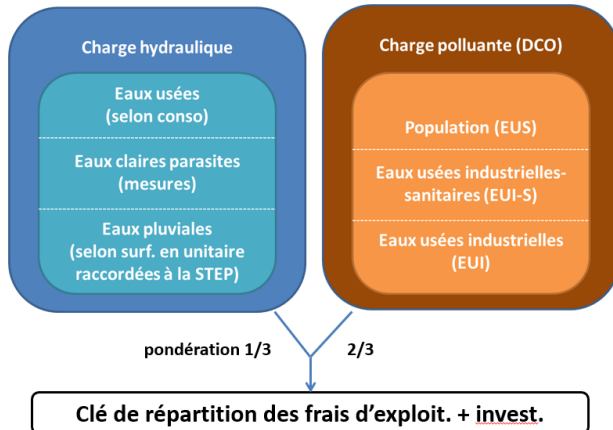 Charge hydraulique
Eaux usées
(selon conso)
Eaux claires parasites
(mesures)
Eaux pluviales
(selon surf. en unitaire
raccordées à la STEP)
Charge polluante (DCO)
Population (EUS)
Eaux usées industrielles-
sanitaires (EUI-S)
Eaux usées industrielles
(EUI)
pondération 1/3
2/3
Clé de répartition des frais d'exploit. + invest.